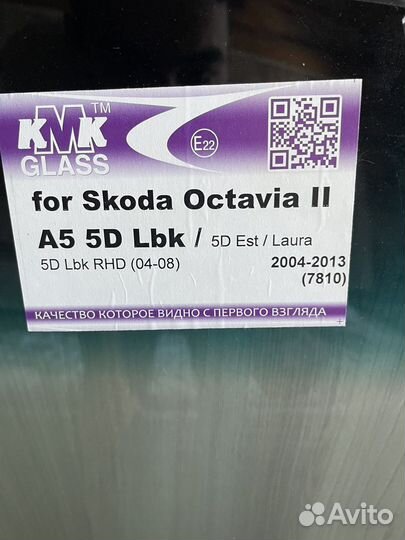 KMK™
GLASS
E22
for Skoda Octavia II
A5 5D Lbk / 5D Est / Laura
5D Lbk RHD (04-08) 2004-2013
(7810)
КАЧЕСТВО КОТОРОЕ ВИДНО С ПЕРВОГО ВЗГЛЯДА
Avito